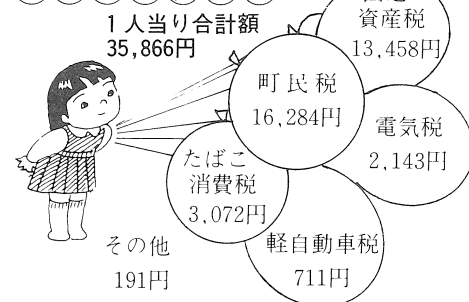 1人当り合計額
35,866円
資産税
13,458円
町民税
16,284円
電気税
2,143円
たばこ
消費税
3,072円
軽自動車税
711円
その他
191円